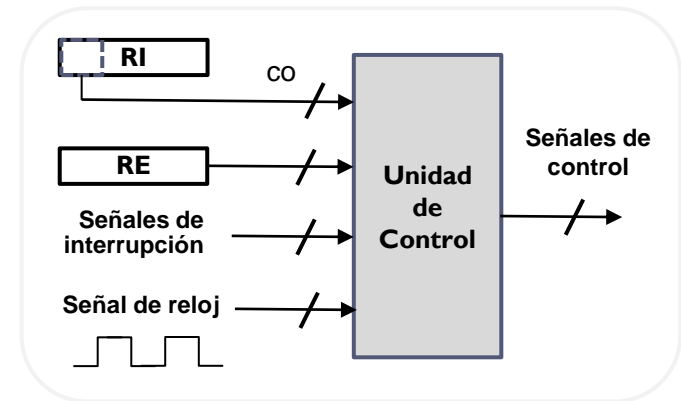 RI
CO
RE
Señales de
interrupción
Señal de reloj
Unidad
de
Control
Señales de
control